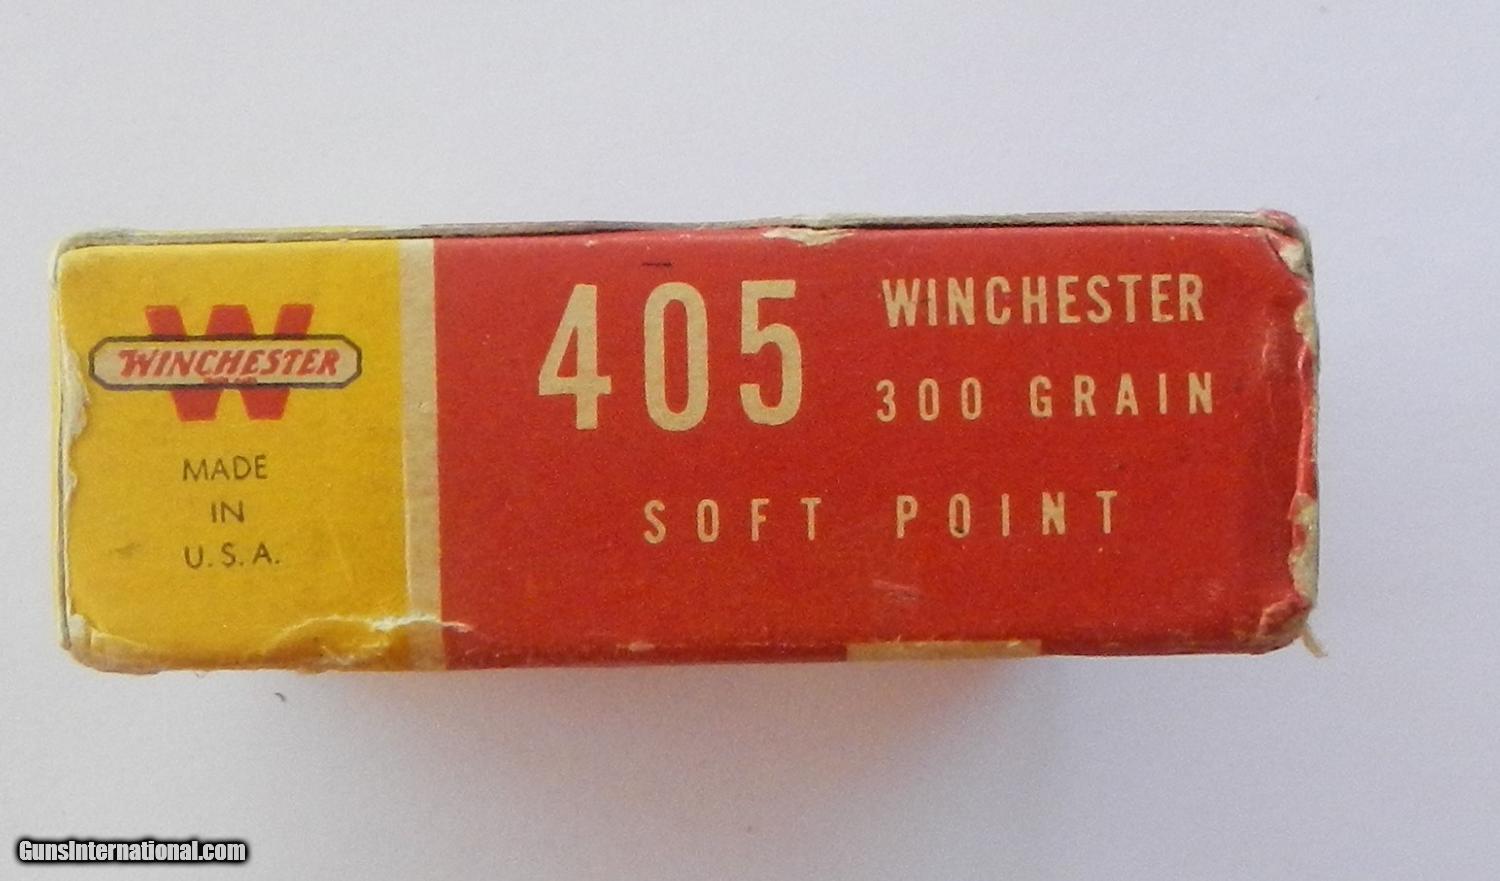 WINCHESTER
MADE
IN
U.S.A.
405 WINCHESTER
300 GRAIN
SOFT POINT
GunsInternational.com